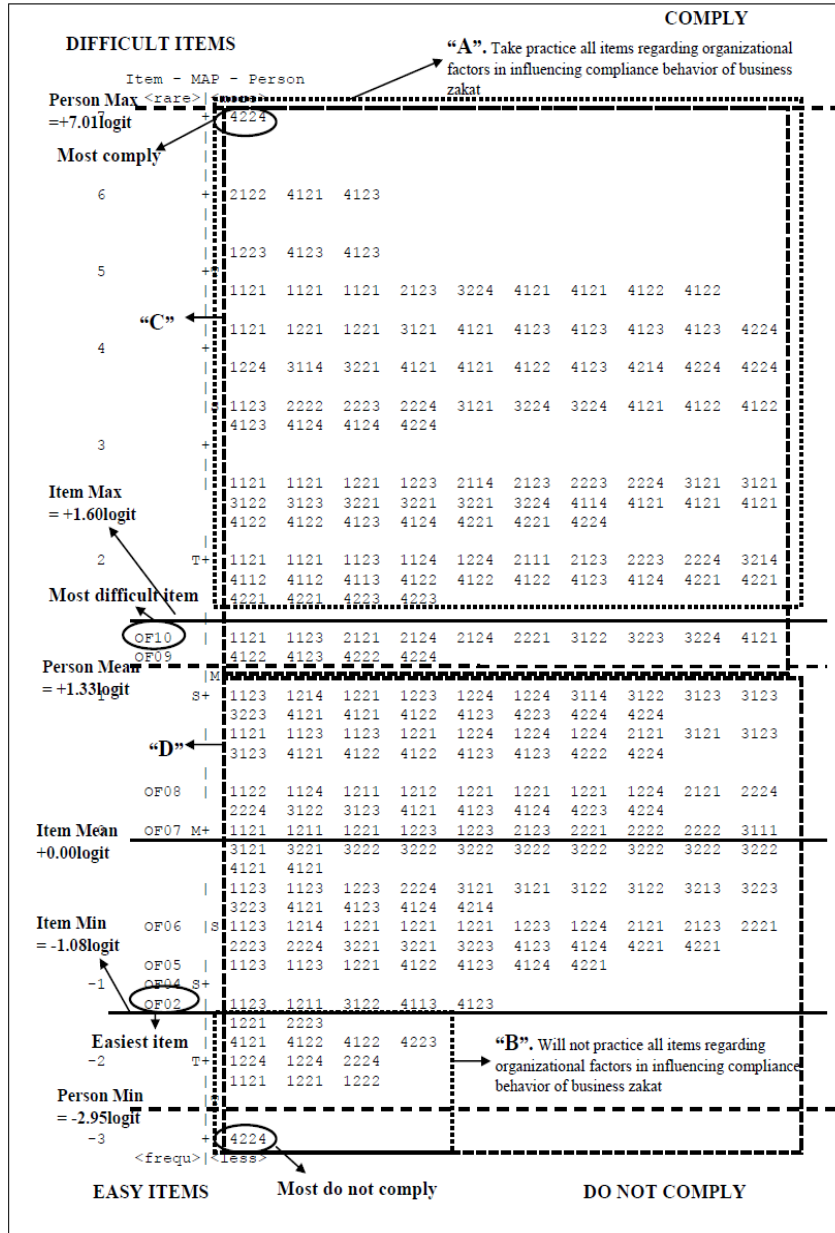 COMPLY
DIFFICULT ITEMS
“A”. Take practice all items regarding organizational
factors in influencing compliance behavior of business
zakat
Item - MAP - Person
Person Max <rare>|<more>
=+7.01logit 7 + 4224
Most comply |
|
|
6 + 2122 4121 4123
|
|
| 1223 4123 4123
5 +T
| 1121 1121 1121 2123 3224 4121 4121 4122 4122
|
“C” | 1121 1221 1221 3121 4121 4123 4123 4123 4123 4224
4 +
| 1224 3114 3221 4121 4121 4122 4123 4214 4224 4224
|
|S 1123 2222 2223 2224 3121 3224 3224 4121 4122 4122
4123 4124 4124 4224
3 +
|
| 1121 1121 1221 1223 2114 2123 2223 2224 3121 3121
Item Max 3122 3123 3221 3221 3221 3224 4114 4121 4121 4121
= +1.60logit 4122 4122 4123 4124 4221 4221 4224
|
2 T+ 1121 1121 1123 1124 1224 2111 2123 2223 2224 3214
4112 4112 4113 4122 4122 4122 4123 4124 4221 4221
Most difficult item 4221 4221 4223 4223
|
OF10 | 1121 1123 2121 2124 2124 2221 3122 3223 3224 4121
OF09 4122 4123 4222 4224
Person Mean |M
= +1.33logit
1 S+ 1123 1214 1221 1223 1224 1224 3114 3122 3123 3123
3223 4121 4121 4122 4123 4223 4224 4224
| 1121 1123 1123 1221 1224 1224 1224 2121 3121 3123
“D” 3123 4121 4122 4122 4123 4123 4222 4224
|
OF08 | 1122 1124 1211 1212 1221 1221 1221 1224 2121 2224
2224 3122 3123 4121 4123 4124 4223 4224
Item Mean OF07 M+ 1121 1211 1221 1223 1223 2123 2221 2222 2222 3111
+0.00logit 3121 3221 3222 3222 3222 3222 3222 3222 3222 3222
4121 4121
| 1123 1123 1223 2224 3121 3121 3122 3122 3213 3223
3223 4121 4123 4124 4214
Item Min OF06 |S 1123 1214 1221 1221 1221 1223 1224 2121 2123 2221
= -1.08logit 2223 2224 3221 3221 3223 4123 4124 4221 4221
OF05 | 1123 1123 1221 4122 4123 4124 4221
-1 OF04 S+
OF02 | 1123 1211 3122 4113 4123
| 1221 2223
Easiest item | 4121 4122 4122 4223
-2 T+ 1224 1224 2224
| 1121 1221 1222
“B”. Will not practice all items regarding
organizational factors in influencing compliance
behavior of business zakat
Person Min
= -2.95logit
-3 + 4224
<frequ>|<less>
EASY ITEMS
Most do not comply
DO NOT COMPLY